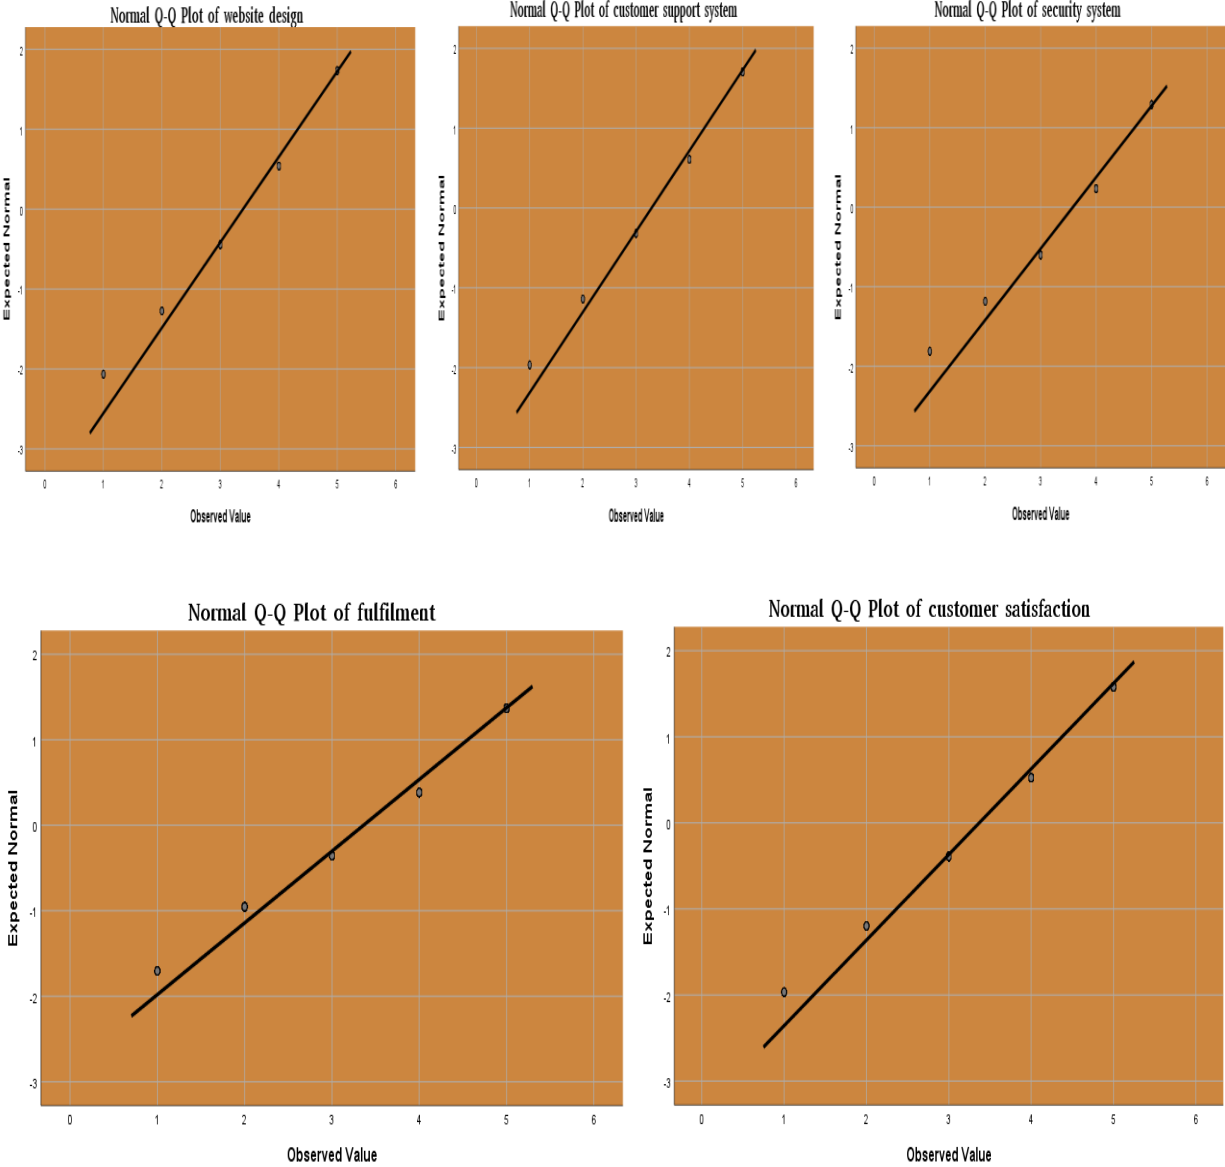 Normal Q-Q Plot of website design
2
1
0
-1
-2
-3
Expected Normal
0 1 2 3 4 5 6
Observed Value
Normal Q-Q Plot of customer support system
2
1
0
-1
-2
-3
Expected Normal
0 1 2 3 4 5 6
Observed Value
Normal Q-Q Plot of security system
2
1
0
-1
-2
-3
Expected Normal
0 1 2 3 4 5 6
Observed Value
Normal Q-Q Plot of fulfilment
2
1
0
-1
-2
-3
Expected Normal
0 1 2 3 4 5 6
Observed Value
Normal Q-Q Plot of customer satisfaction
2
1
0
-1
-2
-3
Expected Normal
0 1 2 3 4 5 6
Observed Value